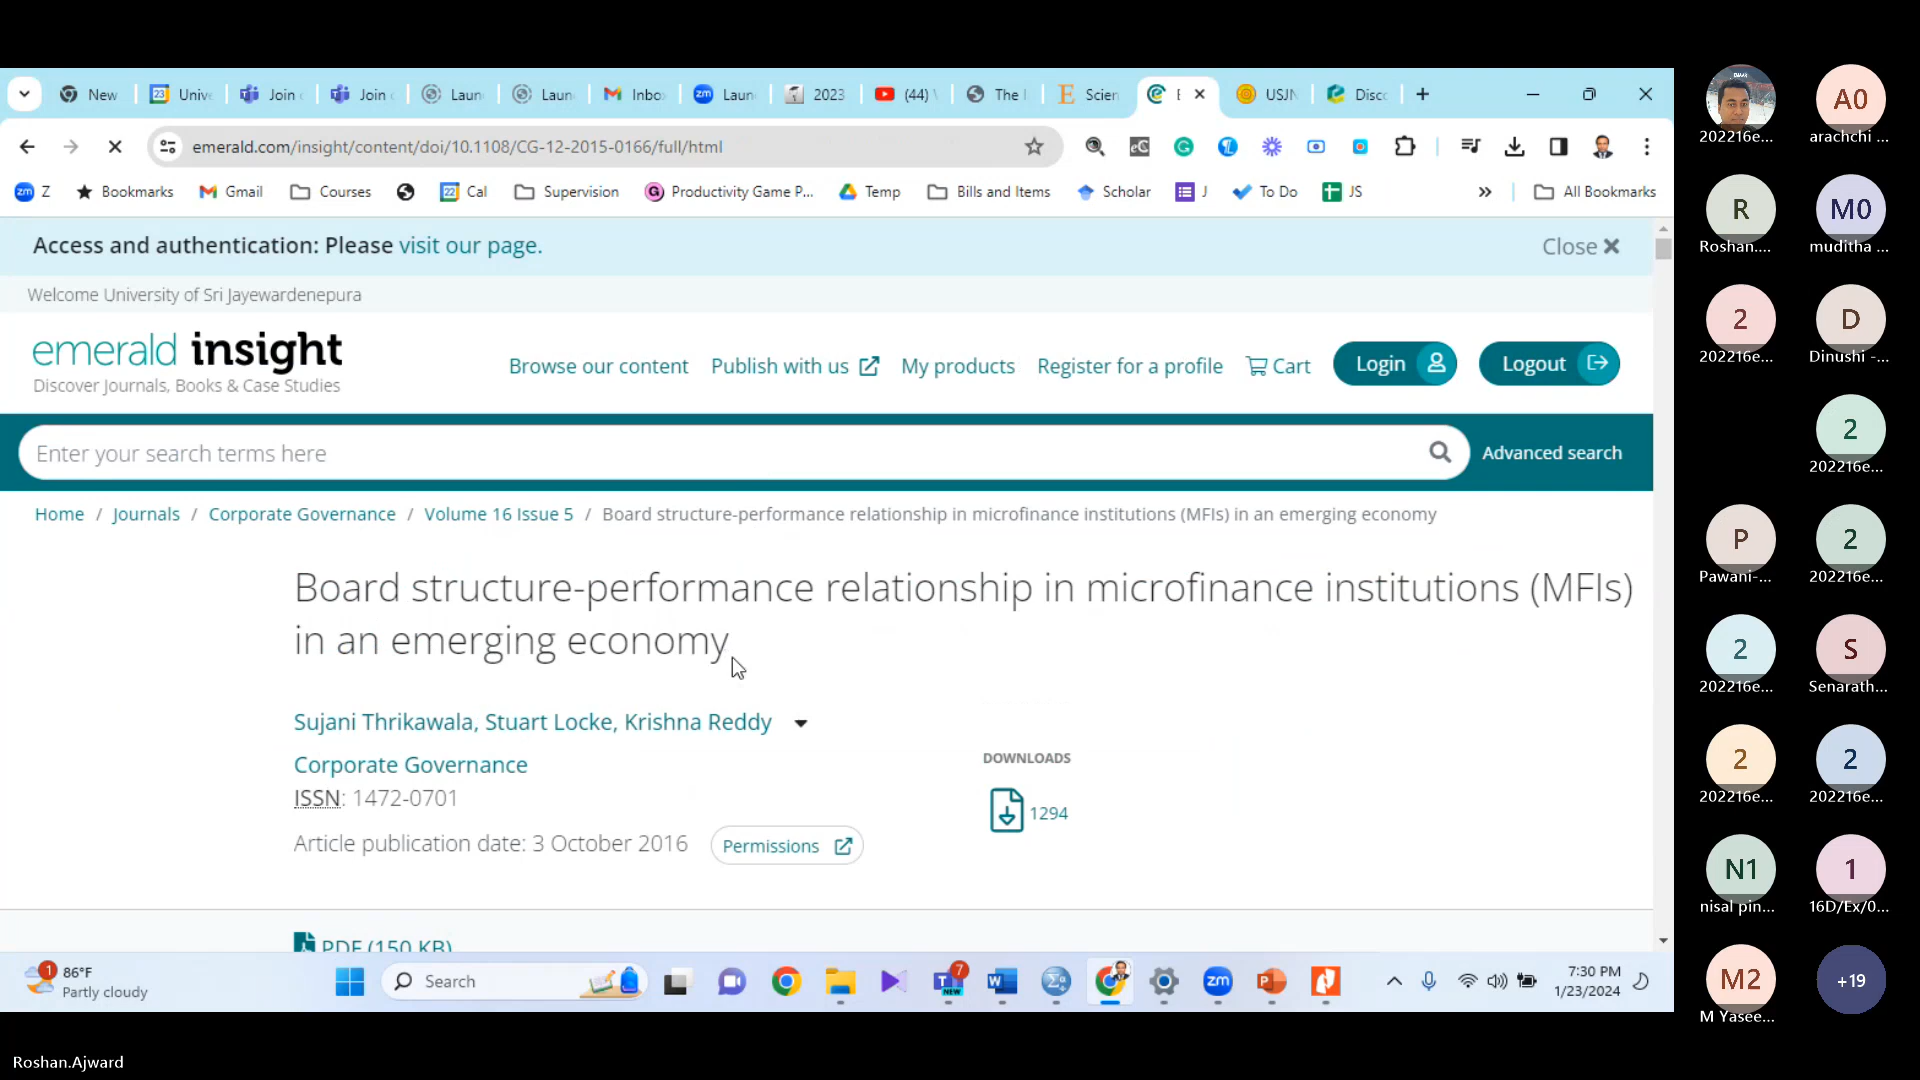 New
Univ
Join
Join
Laun
Laun
Inbo
Laun
2023
(44)
The
Scien
E
USJN
Disc
emerald.com/insight/content/doi/10.1108/CG-12-2015-0166/full/html
Z
Bookmarks
Gmail
Courses
Cal
Supervision
Productivity Game P...
Temp
Bills and Items
Scholar
J
To Do
JS
All Bookmarks
Access and authentication: Please visit our page.
Close
Welcome University of Sri Jayewardenepura
emerald insight
Discover Journals, Books & Case Studies
Browse our content
Publish with us
My products
Register for a profile
Cart
Login
Logout
Enter your search terms here
Advanced search
Home / Journals / Corporate Governance / Volume 16 Issue 5 / Board structure-performance relationship in microfinance institutions (MFIs) in an emerging economy
Board structure-performance relationship in microfinance institutions (MFIs)
in an emerging economy
Sujani Thrikawala, Stuart Locke, Krishna Reddy
Corporate Governance
ISSN: 1472-0701
Article publication date: 3 October 2016
Permissions
DOWNLOADS
1294
PDF (150 KB)
1
86°F
Partly cloudy
Search
7
NEW
7:30 PM
1/23/2024
202216e...
A0
arachchi ...
R
Roshan....
M0
muditha ...
2
202216e...
D
Dinushi -...
2
202216e...
P
Pawani-...
2
202216e...
2
202216e...
S
Senarath...
2
202216e...
2
202216e...
N1
nisal pin...
1
16D/Ex/0...
M2
M Yasee...
+19
Roshan.Ajward